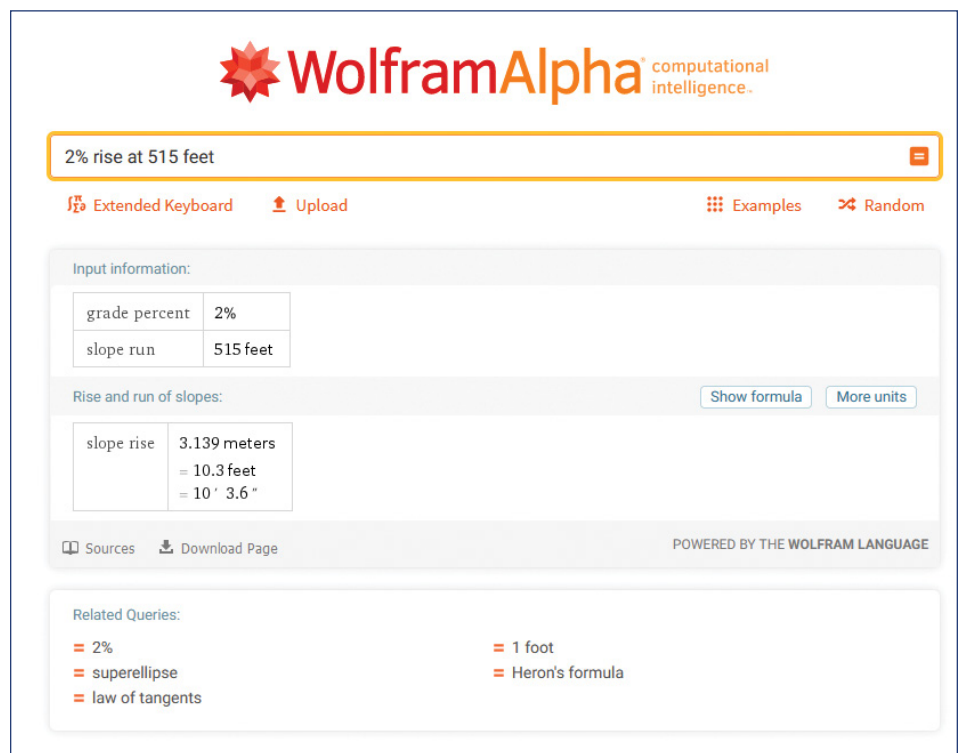 WolframAlpha computational intelligence.
2% rise at 515 feet
Extended Keyboard Upload Examples Random
Input information:
grade percent 2%
slope run 515 feet
Rise and run of slopes: Show formula More units
slope rise 3.139 meters
= 10.3 feet
= 10′ 3.6″
Sources Download Page POWERED BY THE WOLFRAM LANGUAGE
Related Queries:
= 2% = 1 foot
= superellipse = Heron's formula
= law of tangents